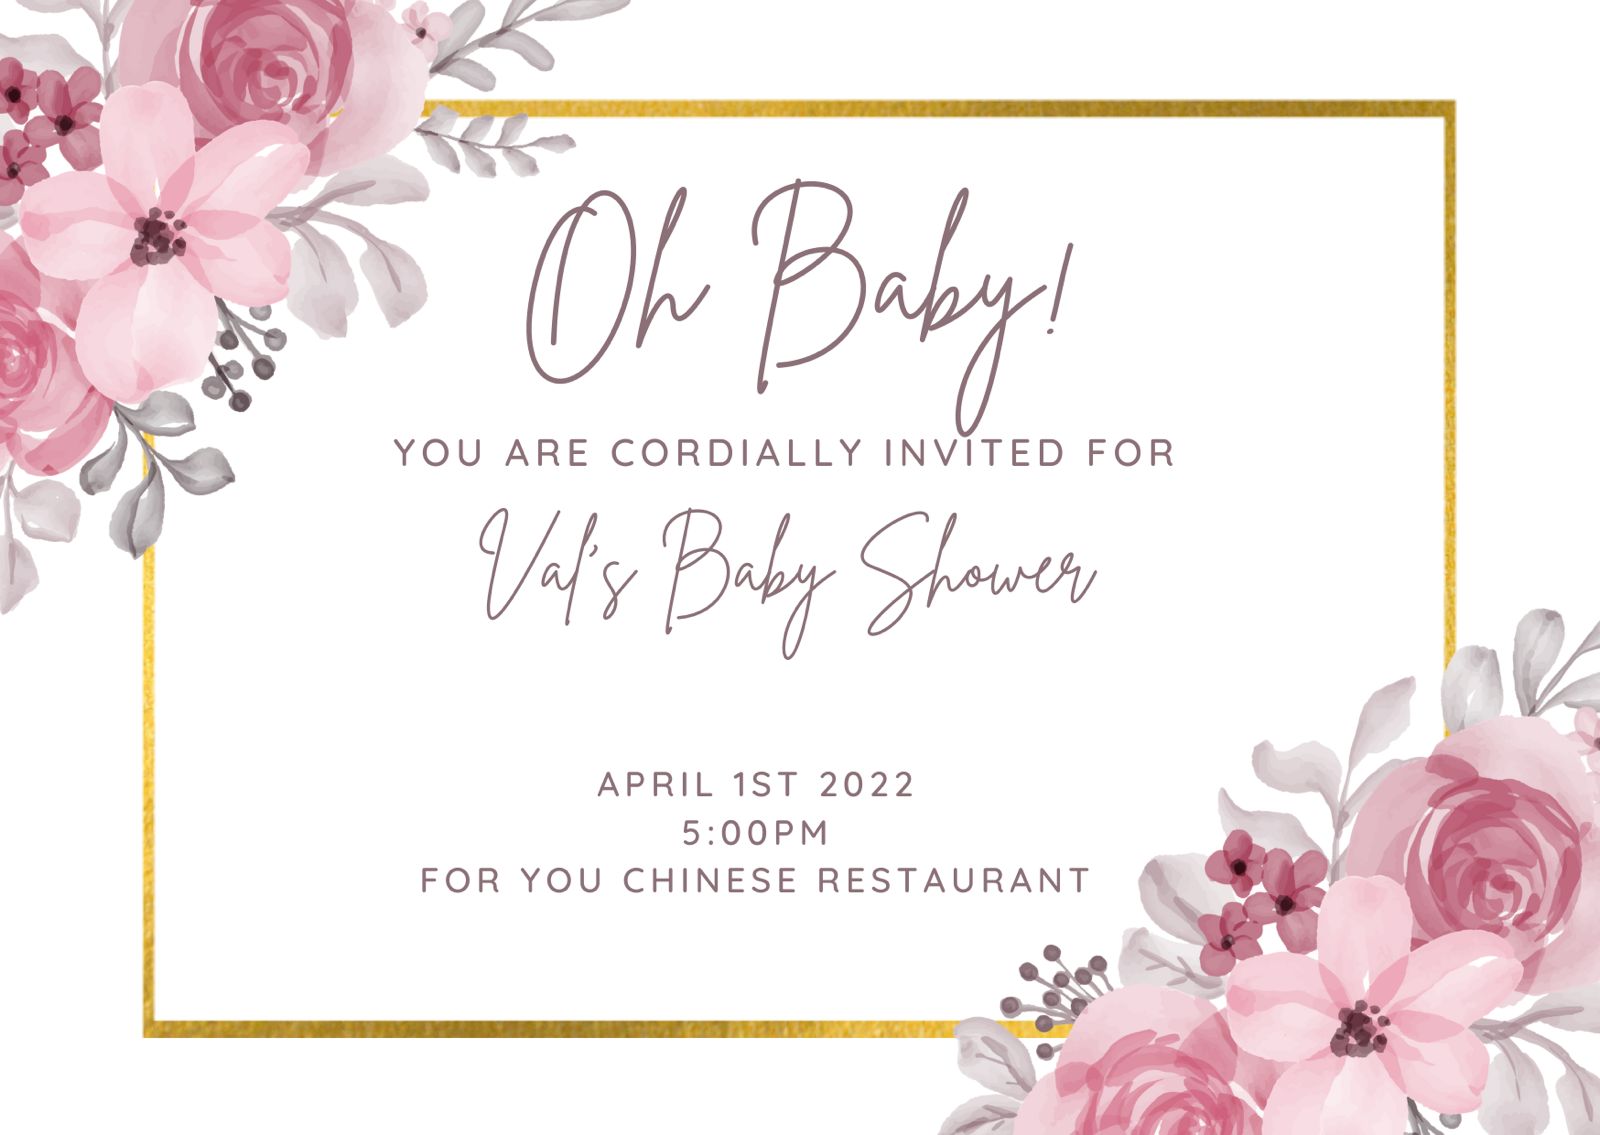 Oh Baby!
YOU ARE CORDIALLY INVITED FOR
Val's Baby Shower
APRIL 1ST 2022
5:00PM
FOR YOU CHINESE RESTAURANT